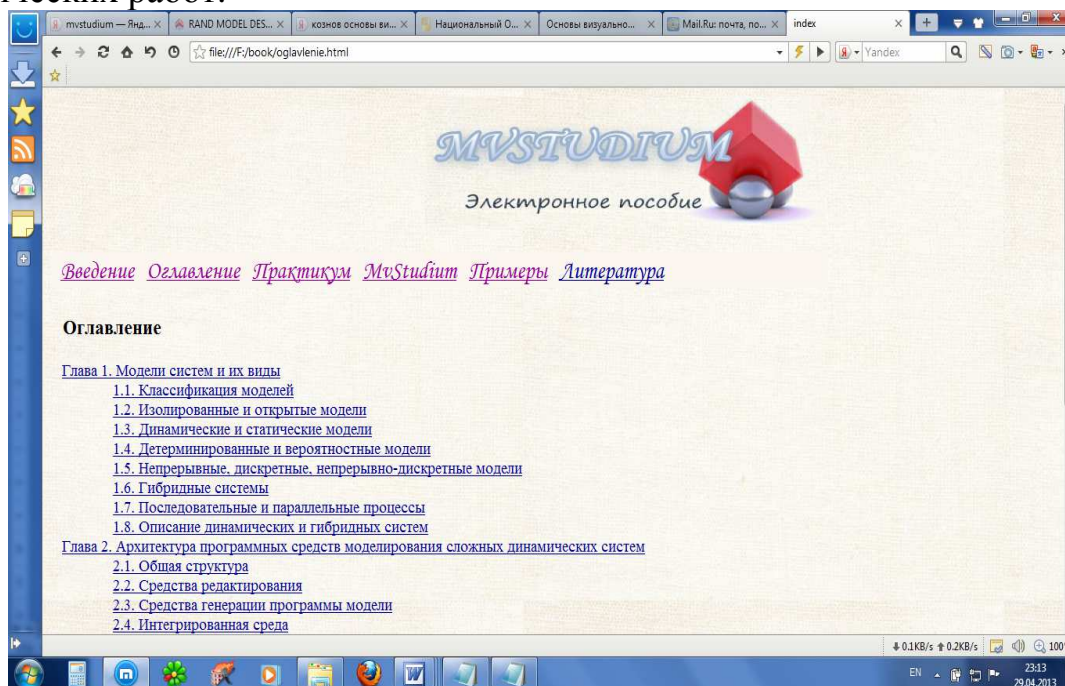 ческих работ.
mvstudium — Янд... RAND MODEL DES... кознов основы ви... Национальный О... Основы визуально... Mail.Ru: почта, по... index
file:///F:/book/oglavlenie.html Yandex
MVSTUDIUM
Электронное пособие
Введение Оглавление Практикум MvStudium Примеры Литература
Оглавление
Глава 1. Модели систем и их виды
1.1. Классификация моделей
1.2. Изолированные и открытые модели
1.3. Динамические и статические модели
1.4. Детерминированные и вероятностные модели
1.5. Непрерывные, дискретные, непрерывно-дискретные модели
1.6. Гибридные системы
1.7. Последовательные и параллельные процессы
1.8. Описание динамических и гибридных систем
Глава 2. Архитектура программных средств моделирования сложных динамических систем
2.1. Общая структура
2.2. Средства редактирования
2.3. Средства генерации программы модели
2.4. Интегрированная среда
0.1KB/s 0.2KB/s 100%
EN 23:13
29.04.2013